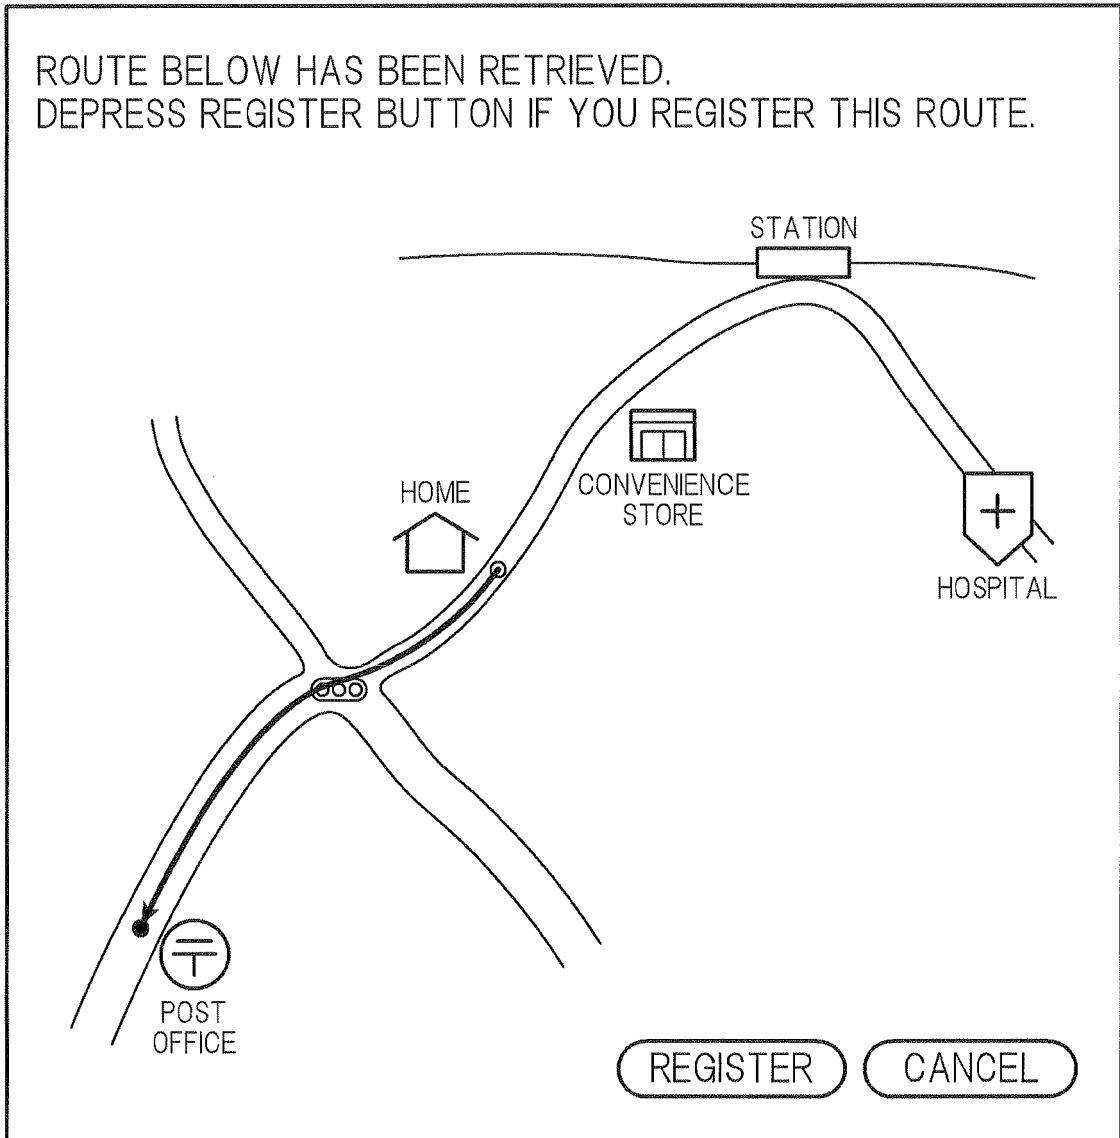 ROUTE BELOW HAS BEEN RETRIEVED.
DEPRESS REGISTER BUTTON IF YOU REGISTER THIS ROUTE.
STATION
CONVENIENCE
STORE
HOME
HOSPITAL
POST
OFFICE
REGISTER
CANCEL